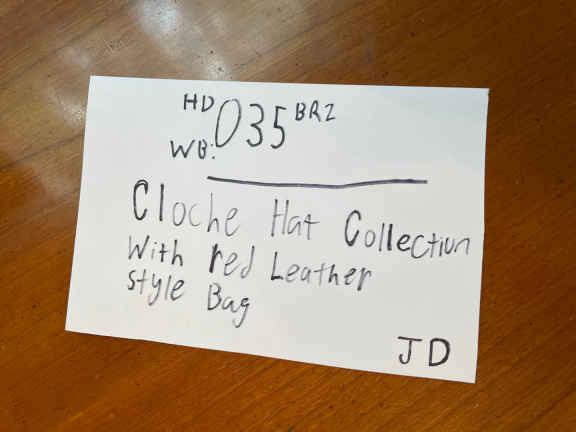 HD 035 BRZ
WB:
Cloche Hat Collection
With red Leather
style Bag
JD